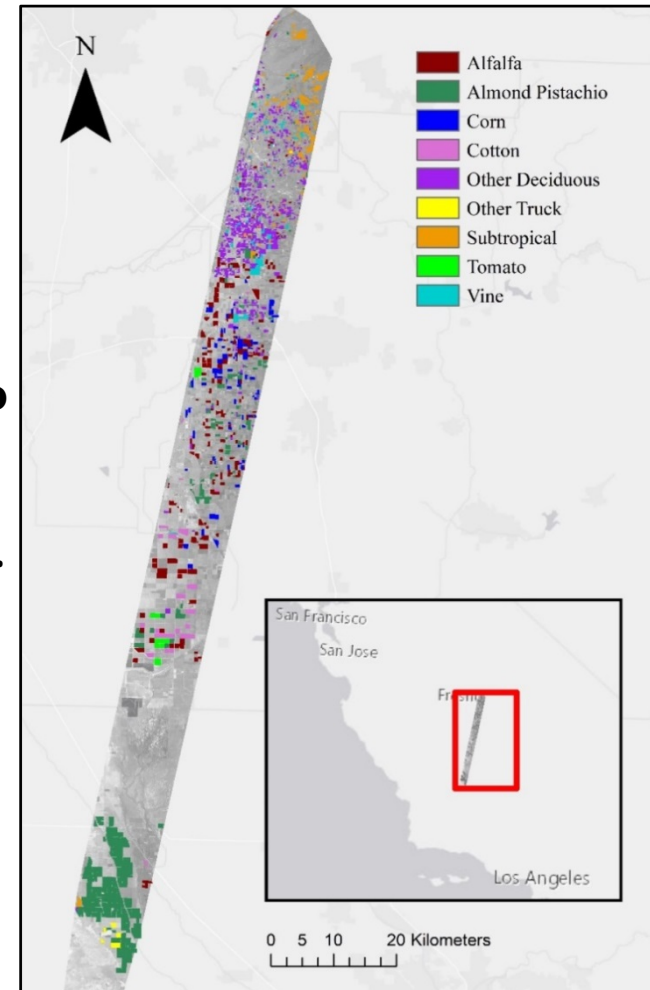 N
Alfalfa
Almond Pistachio
Corn
Cotton
Other Deciduous
Other Truck
Subtropical
Tomato
Vine
San Francisco
San Jose
Fresno
Los Angeles
0 5 10 20 Kilometers